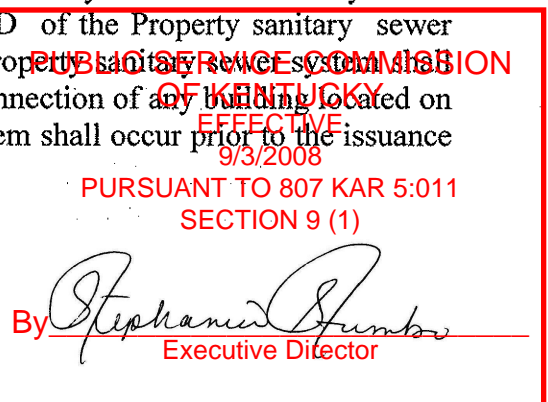 D of the Property sanitary sewer
roperty sanitary sewer system shall
PUBLIC SERVICE COMMISSION
nnection of any building located on
OF KENTUCKY
em shall occur prior to the issuance
EFFECTIVE
9/3/2008
PURSUANT TO 807 KAR 5:011
SECTION 9 (1)
By Stephanie Stumbo
Executive Director